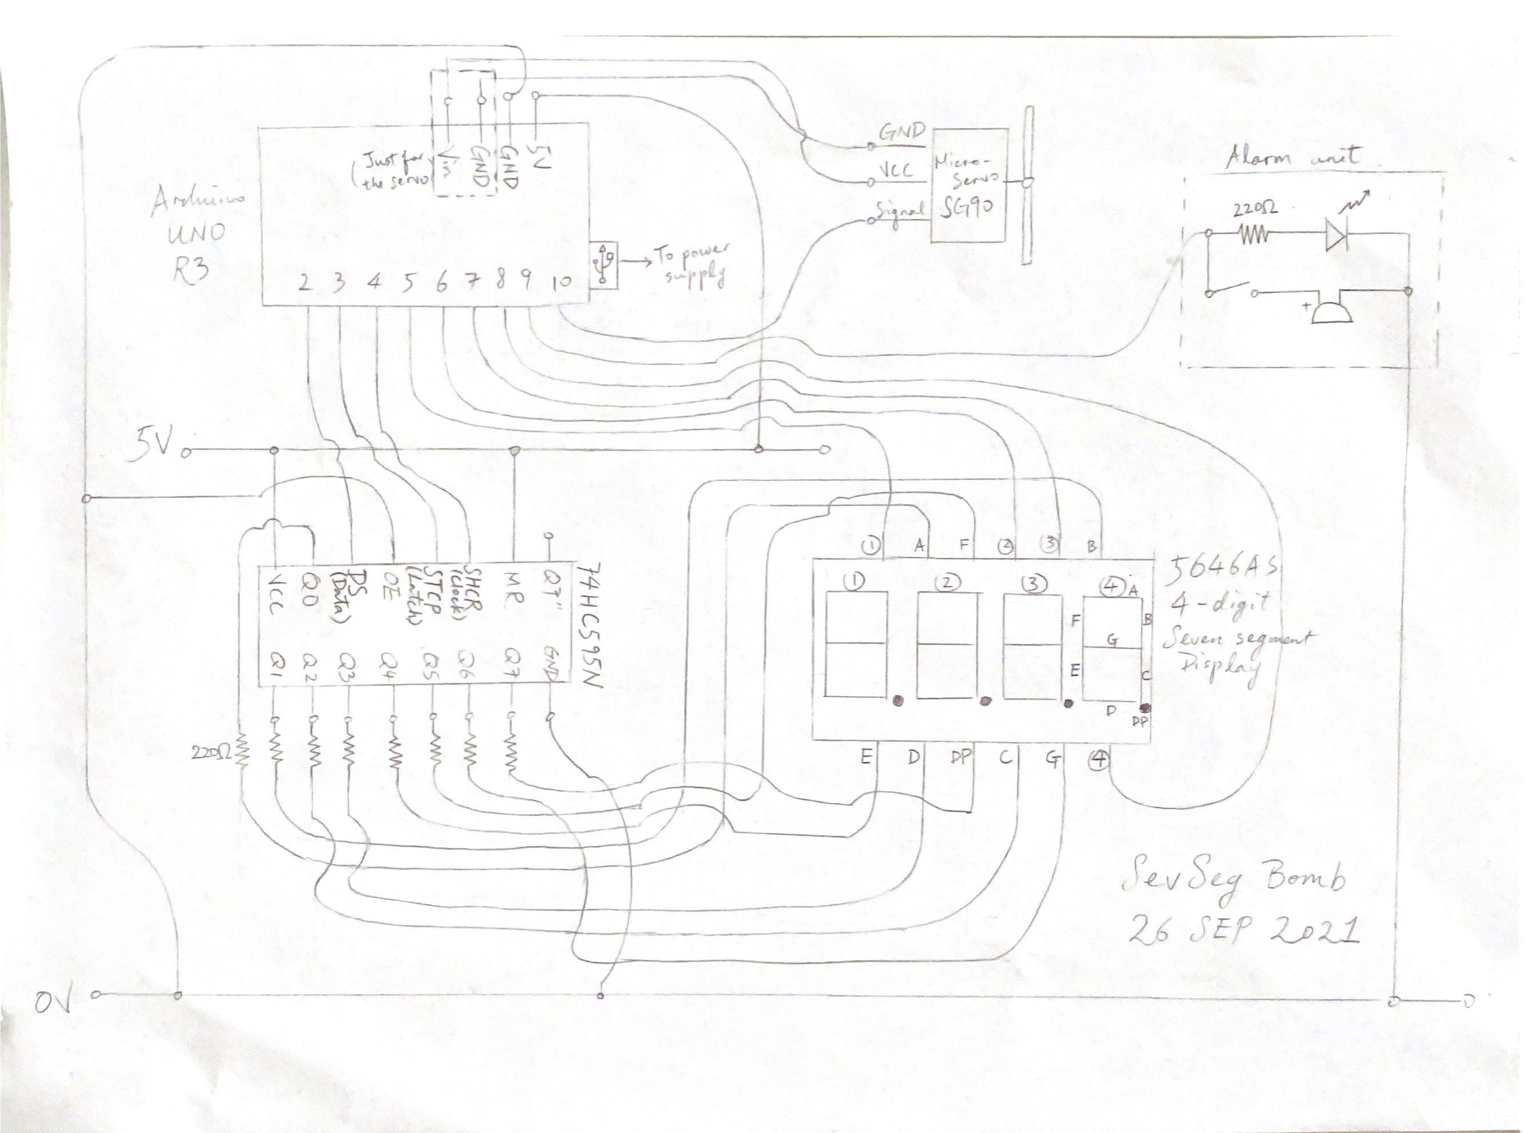 Arduino
UNO
R3
(Just for
the servo)
Vin
GND
GND
5V
2 3 4 5 6 7 8 9 10
To power
supply
GND
VCC
Signal
Micro-
Servo
SG90
Alarm unit
220Ω
+
5V
VCC
Q0
DS
(Data)
OE
STCP
(Latch)
SHCP
(clock)
MR
Q7"
74HC595N
Q1 Q2 Q3 Q4 Q5 Q6 Q7 GND
220Ω
① A F ② ③ B
① ② ③ ④ A
F B
G
E C
D DP
E D DP C G ④
5646AS
4-digit
Seven segment
Display
SevSeg Bomb
26 SEP 2021
0V